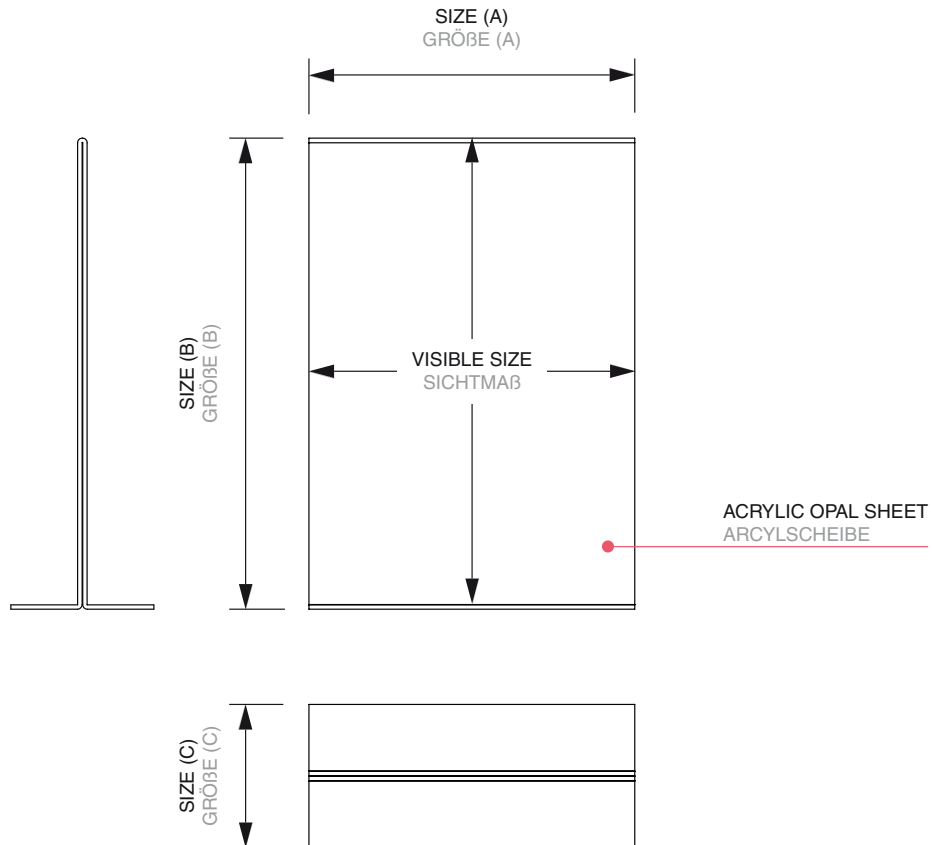 SIZE (A)
GRÖßE (A)
SIZE (B)
GRÖßE (B)
VISIBLE SIZE
SICHTMAß
ACRYLIC OPAL SHEET
ARCYLSCHEIBE
SIZE (C)
GRÖßE (C)